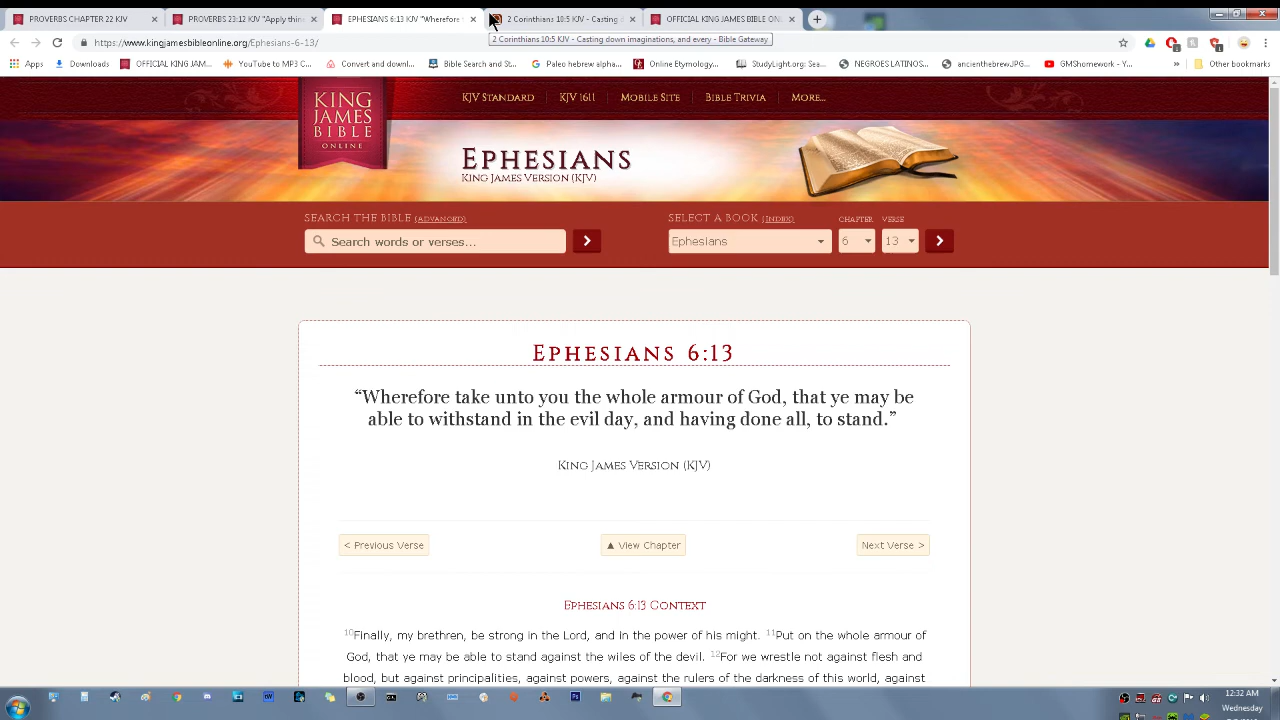 PROVERBS CHAPTER 22 KJV
PROVERBS 23:12 KJV "Apply thin
EPHESIANS 6:13 KJV "Wherefore
2 Corinthians 10:5 KJV - Casting d
OFFICIAL KING JAMES BIBLE ONL
2 Corinthians 10:5 KJV - Casting down imaginations, and every - Bible Gateway
https://www.kingjamesbibleonline.org/Ephesians-6-13/
Apps
Downloads
OFFICIAL KING JAM...
YouTube to MP3 C...
Convert and downl...
Bible Search and S...
Paleo hebrew alpha...
Online Etymology...
StudyLight.org: Sea...
NEGROES LATINOS...
ancienthewrewJPG...
GMShomework - Y...
»
Other bookmarks
KING
JAMES
BIBLE
ONLINE
KJV STANDARD
KJV 1611
MOBILE SITE
BIBLE TRIVIA
MORE...
EPHESIANS
KING JAMES VERSION (KJV)
SEARCH THE BIBLE (ADVANCED)
SELECT A BOOK (INDEX)
CHAPTER
VERSE
Search words or verses...
Ephesians
6
13
EPHESIANS 6:13
“Wherefore take unto you the whole armour of God, that ye may be
able to withstand in the evil day, and having done all, to stand.”
KING JAMES VERSION (KJV)
< Previous Verse
▲ View Chapter
Next Verse >
EPHESIANS 6:13 CONTEXT
10Finally, my brethren, be strong in the Lord, and in the power of his might. 11Put on the whole armour of
God, that ye may be able to stand against the wiles of the devil. 12For we wrestle not against flesh and
blood, but against principalities, against powers, against the rulers of the darkness of this world, against
12:32 AM
Wednesday